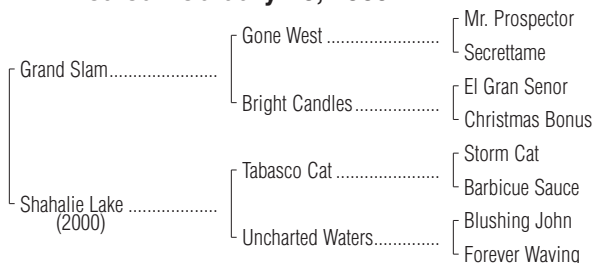 Mr. Prospector
Gone West
Secrettame
Grand Slam
El Gran Senor
Bright Candles
Christmas Bonus
Storm Cat
Tabasco Cat
Barbicue Sauce
Shahalie Lake
(2000)
Blushing John
Uncharted Waters
Forever Waving